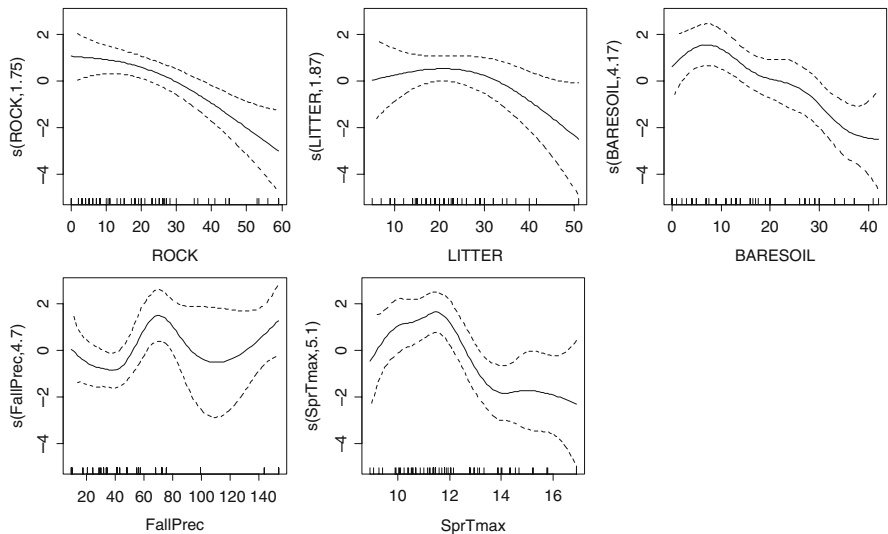 s(ROCK,1.75)
2
0
−2
−4
0 10 20 30 40 50 60
ROCK
s(LITTER,1.87)
2
0
−2
−4
10 20 30 40 50
LITTER
s(BARESOIL,4.17)
2
0
−2
−4
0 10 20 30 40
BARESOIL
s(FallPrec,4.7)
2
0
−2
−4
20 40 60 80 100 140
FallPrec
s(SprTmax,5.1)
2
0
−2
−4
10 12 14 16
SprTmax